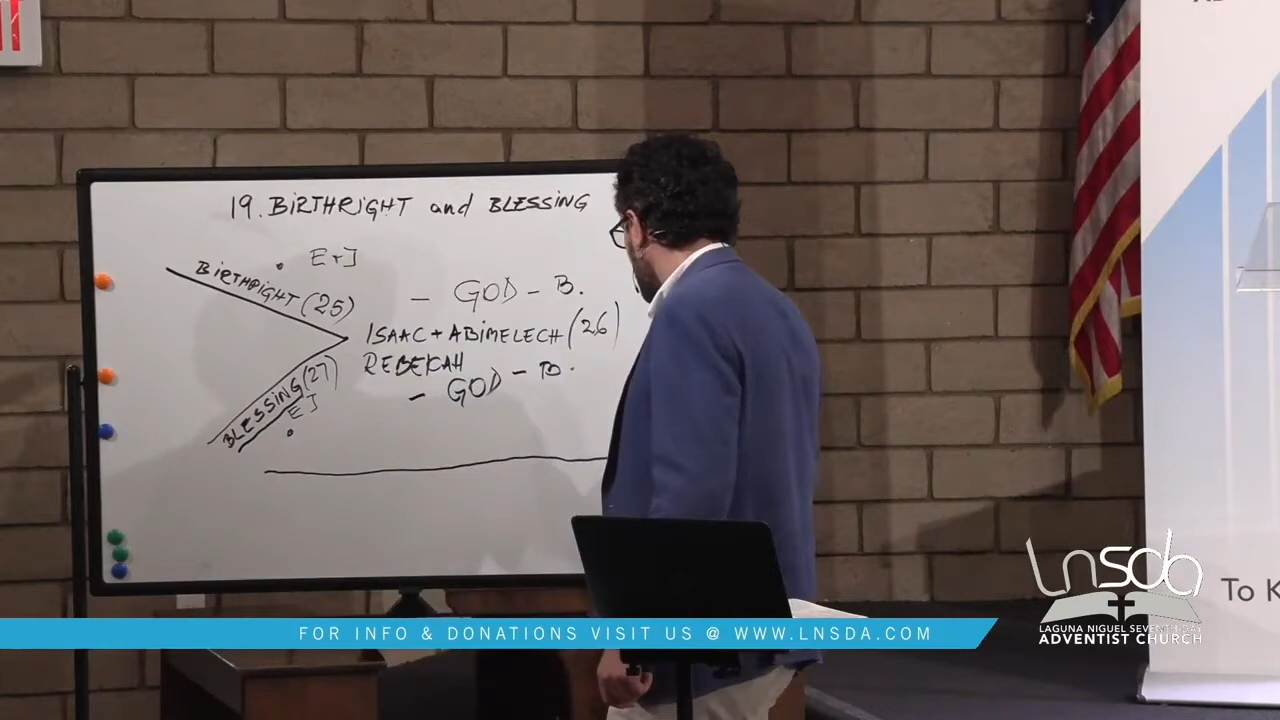 19. BIRTHRIGHT and BLESSING
E+J
BIRTHRIGHT (25)
- GOD - B.
ISAAC + ABIMELECH (26)
REBEKAH
- GOD - B.
BLESSING (27)
E J
FOR INFO & DONATIONS VISIT US @ WWW.LNSDA.COM
Lnsda
LAGUNA NIGUEL SEVENTH-DAY
ADVENTIST CHURCH
To K